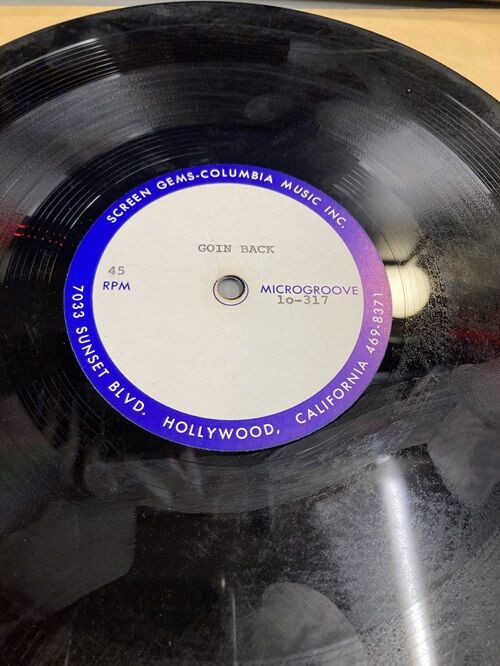 SCREEN GEMS-COLUMBIA MUSIC INC.
GOIN BACK
45
RPM
MICROGROOVE
lo-317
7033 SUNSET BLVD. HOLLYWOOD, CALIFORNIA 469-8371